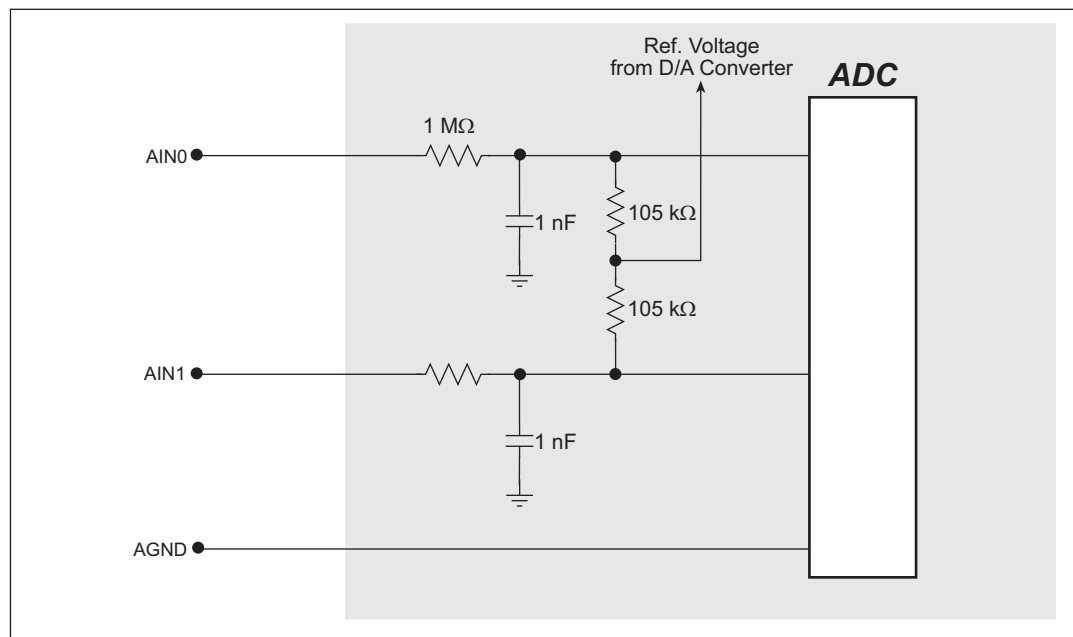 Ref. Voltage
from D/A Converter
ADC
1 MΩ
AIN0
105 kΩ
1 nF
105 kΩ
AIN1
1 nF
AGND